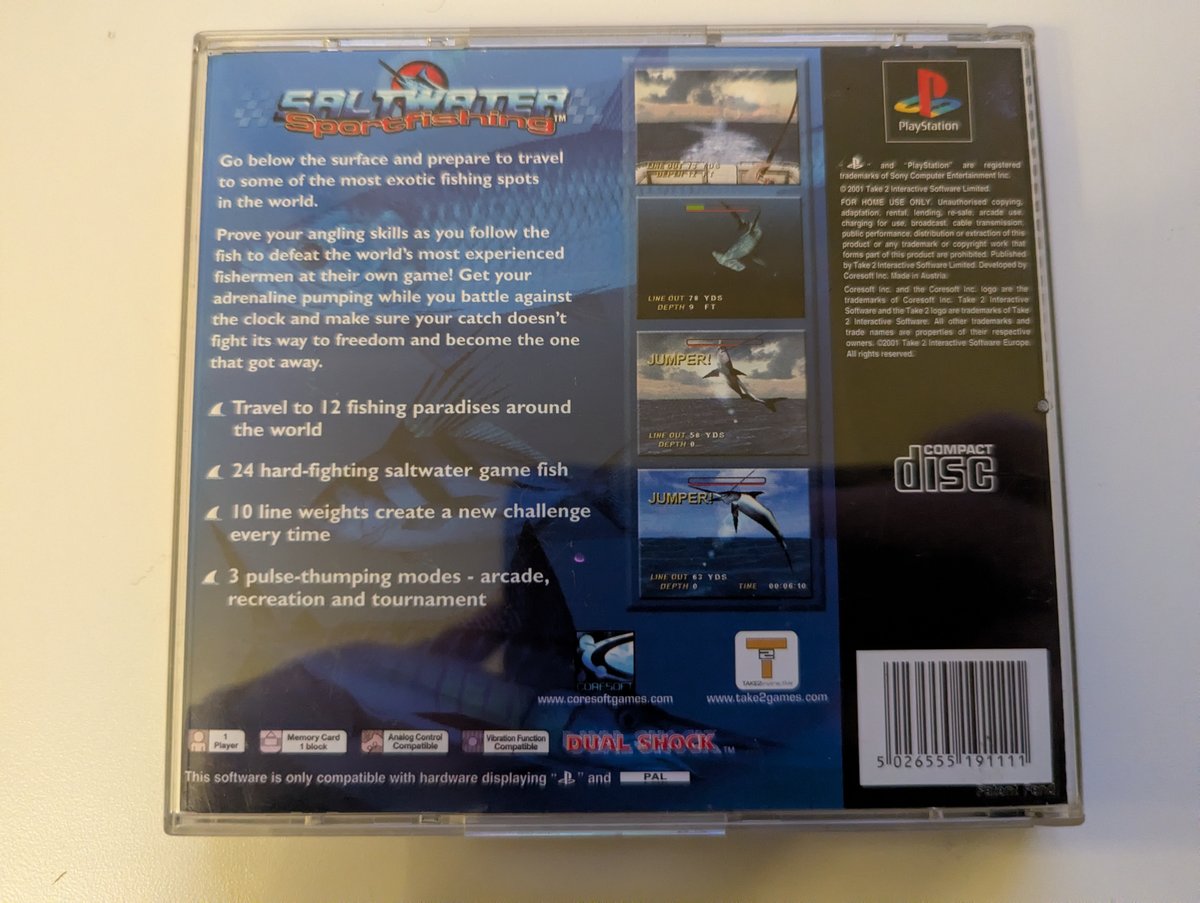 SALTWATER
Sportfishing™
Go below the surface and prepare to travel
to some of the most exotic fishing spots
in the world.
Prove your angling skills as you follow the
fish to defeat the world's most experienced
fishermen at their own game! Get your
adrenaline pumping while you battle against
the clock and make sure your catch doesn't
fight its way to freedom and become the one
that got away.
Travel to 12 fishing paradises around
the world
24 hard-fighting saltwater game fish
10 line weights create a new challenge
every time
3 pulse-thumping modes - arcade,
recreation and tournament
LINE OUT 78 YDS
DEPTH 9 FT
JUMPER!
LINE OUT 58 YDS
DEPTH 0
JUMPER!
LINE OUT 63 YDS
DEPTH 0 TIME 00:06:10
CORESOFT
www.coresoftgames.com
T2
TAKE2Interactive
www.take2games.com
1
Player
Memory Card
1 block
Analog Control
Compatible
Vibration Function
Compatible
DUAL SHOCK™
This software is only compatible with hardware displaying " " and PAL
PlayStation
" " and "PlayStation" are registered
trademarks of Sony Computer Entertainment Inc.
© 2001 Take 2 Interactive Software Limited.
FOR HOME USE ONLY. Unauthorised copying,
adaptation, rental, lending, re-sale, arcade use,
charging for use, broadcast, cable transmission,
public performance, distribution or extraction of this
product or any trademark or copyright work that
forms part of this product are prohibited. Published
by Take 2 Interactive Software Limited. Developed by
Coresoft Inc. Made in Austria.
Coresoft Inc. and the Coresoft Inc. logo are the
trademarks of Coresoft Inc. Take 2 Interactive
Software and the Take 2 logo are trademarks of Take
2 Interactive Software. All other trademarks and
trade names are properties of their respective
owners. ©2001 Take 2 Interactive Software Europe.
All rights reserved.
COMPACT
disc
5 026555 191111